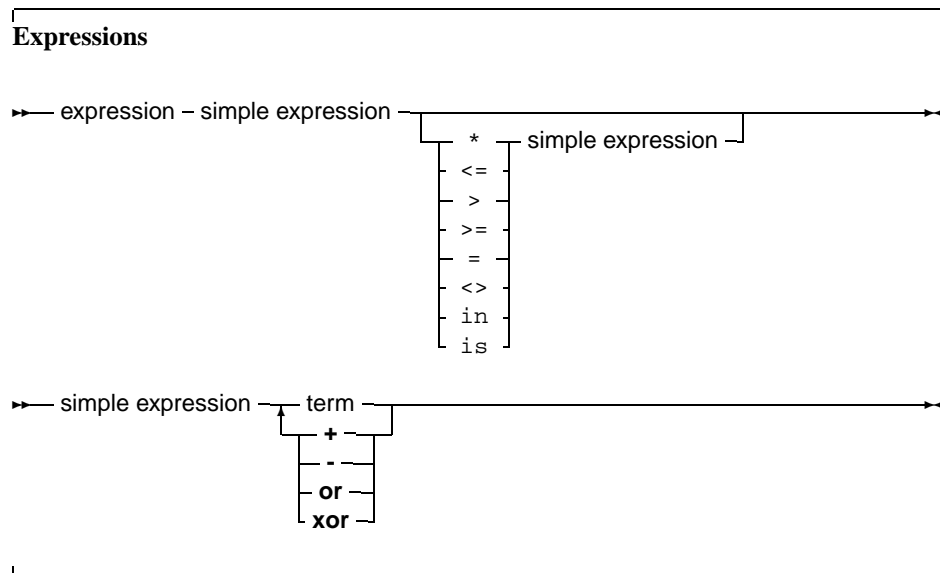 Expressions
expression simple expression
* simple expression
<=
>
>=
=
<>
in
is
simple expression term
+
-
or
xor